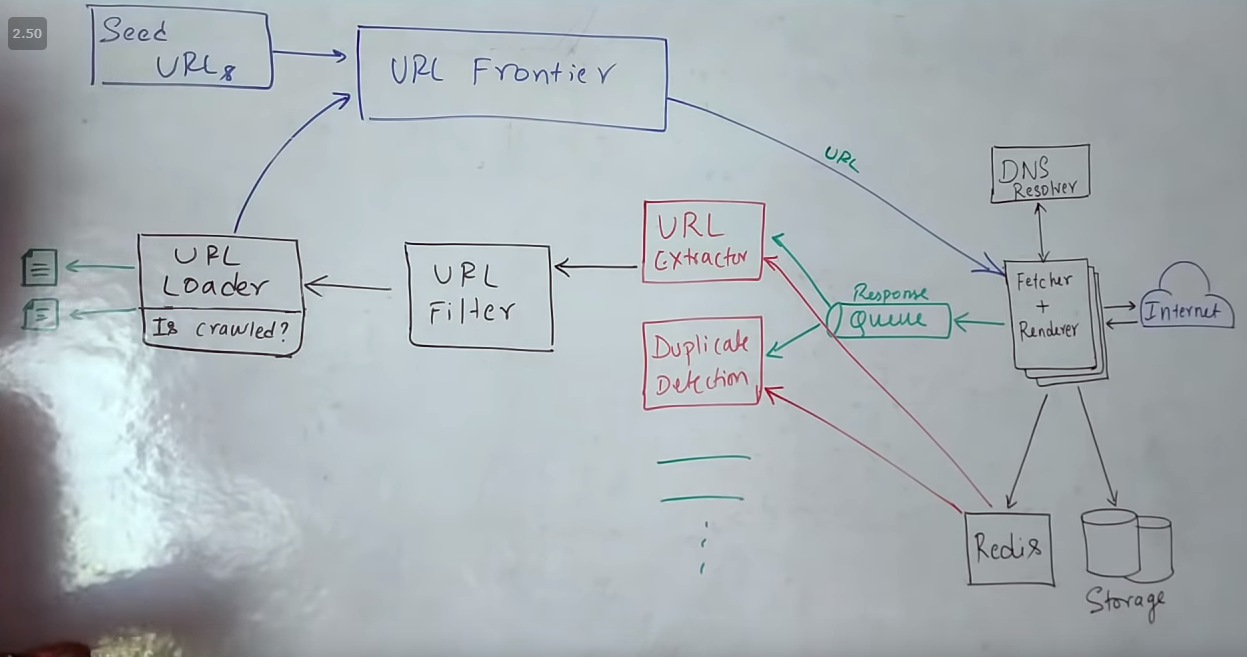 2.50
Seed
URLs
URL Frontier
URL
DNS
Resolver
URL
Extractor
Fetcher
+
Renderer
Internet
Response
Queue
URL
Loader
Is crawled?
URL
Filter
Duplicate
Detection
Redis
Storage